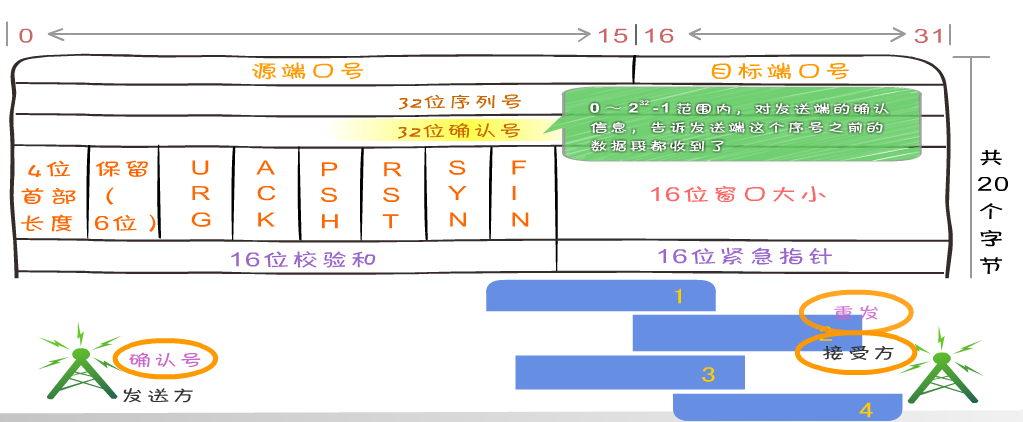 0 15 16 31
源端口号 目标端口号
32位序列号
32位确认号
0 ~ 2³²-1 范围内，对发送端的确认
信息，告诉发送端这个序号之前的
数据段都收到了
4位
首部
长度
保留
(
6位)
URG
ACK
PSH
RST
SYN
FIN
16位窗口大小
16位校验和 16位紧急指针
共
20
个
字
节
1
重发
2
确认号
接受方
3
发送方
4